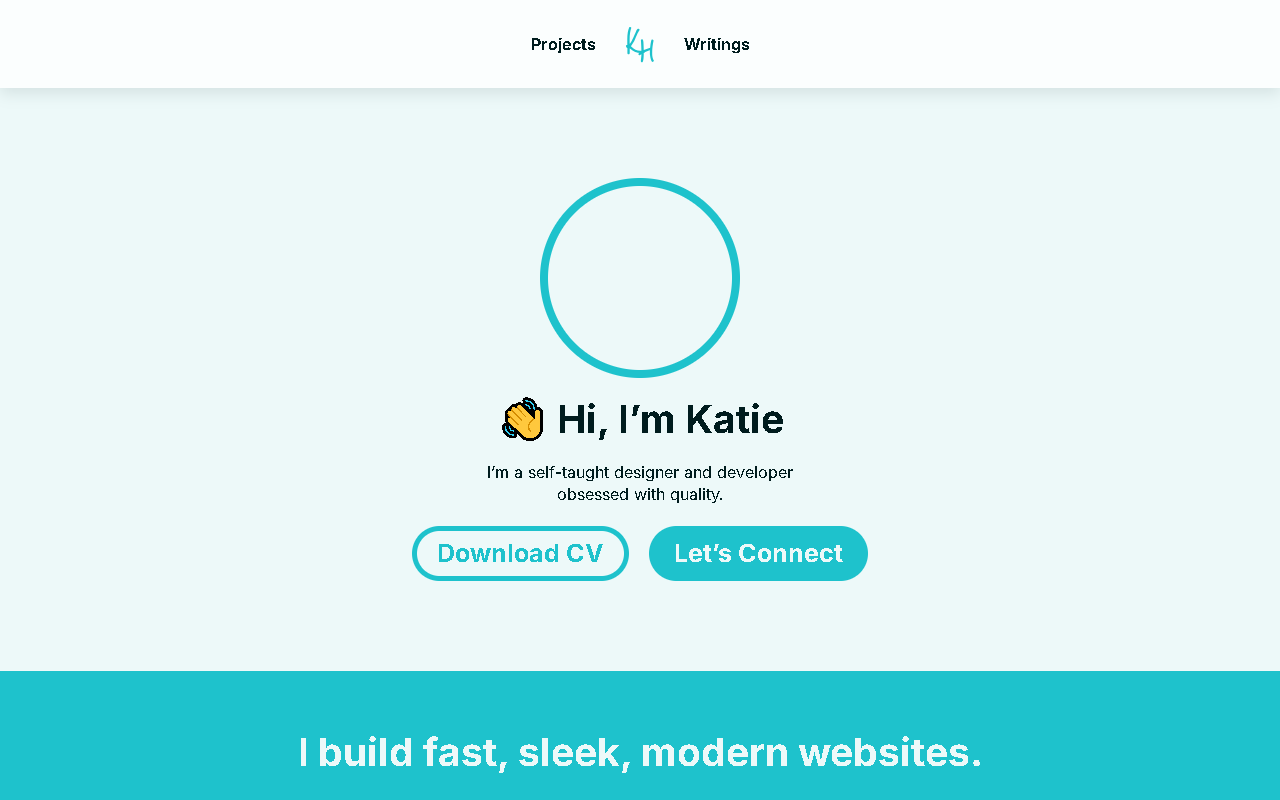 Projects
KH
Writings
👋 Hi, I’m Katie
I’m a self-taught designer and developer
obsessed with quality.
Download CV
Let’s Connect
I build fast, sleek, modern websites.